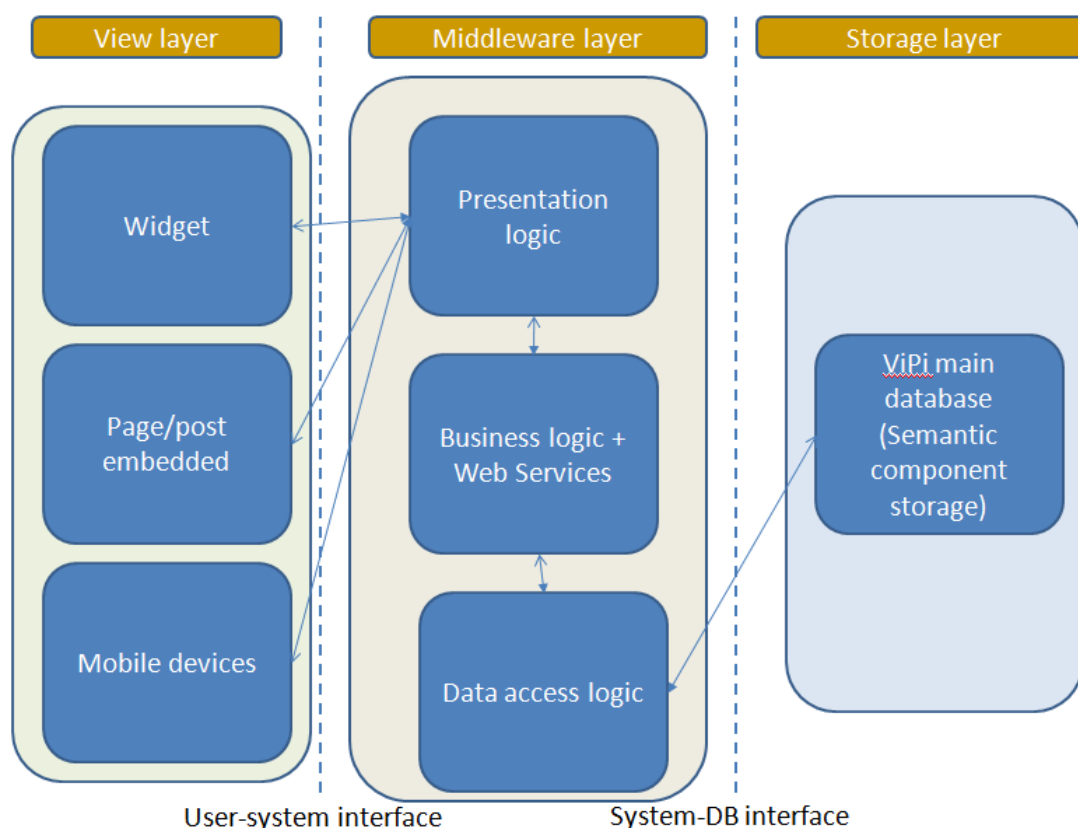 View layer
Middleware layer
Storage layer
Widget
Page/post
embedded
Mobile devices
Presentation
logic
Business logic +
Web Services
Data access logic
ViPi main
database
(Semantic
component
storage)
User-system interface
System-DB interface